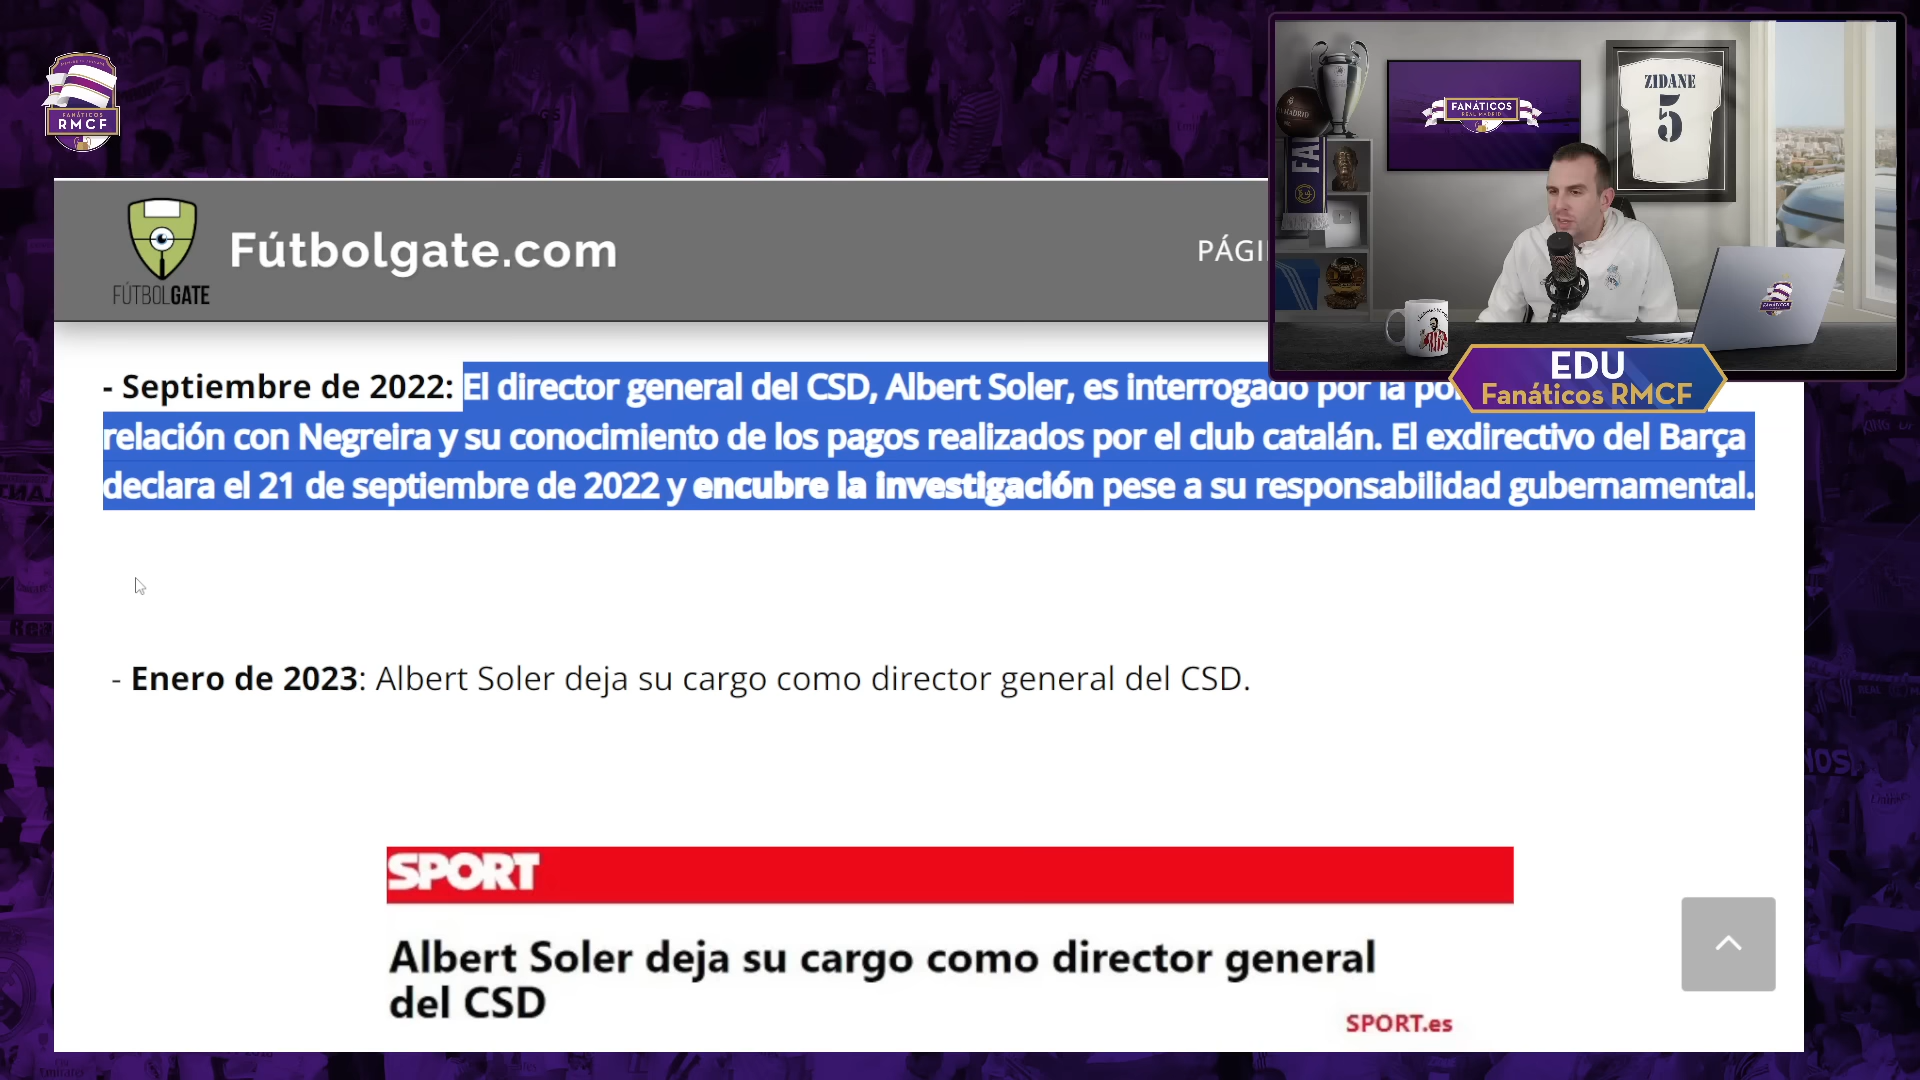 FANÁTICOS
RMCF
FÚTBOLGATE
Fútbolgate.com
PÁGI
ZIDANE
5
FANÁTICOS
REAL MADRID
FA
EDU
Fanáticos RMCF
- Septiembre de 2022: El director general del CSD, Albert Soler, es interrogado por la
relación con Negreira y su conocimiento de los pagos realizados por el club catalán. El exdirectivo del Barça
declara el 21 de septiembre de 2022 y encubre la investigación pese a su responsabilidad gubernamental.
- Enero de 2023: Albert Soler deja su cargo como director general del CSD.
SPORT
Albert Soler deja su cargo como director general
del CSD
SPORT.es